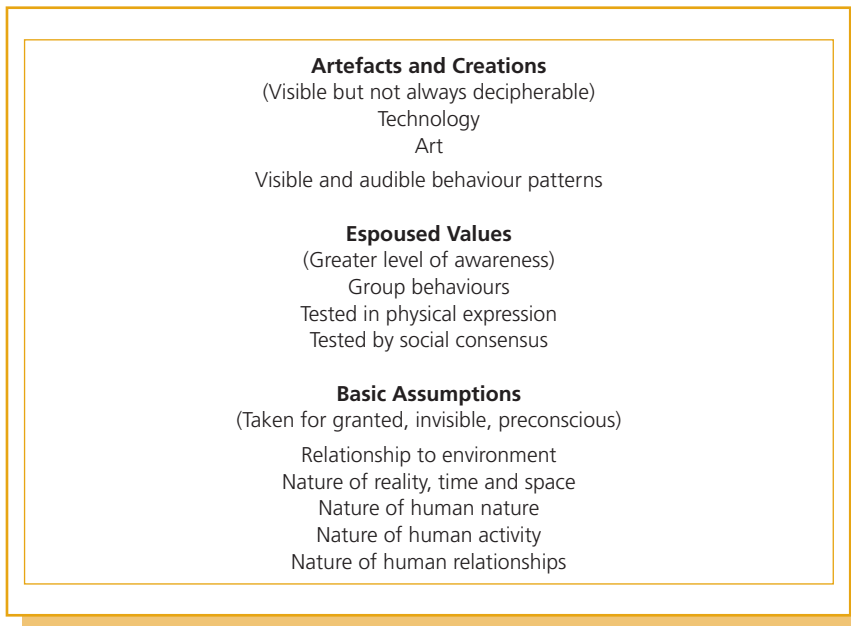 Artefacts and Creations
(Visible but not always decipherable)
Technology
Art
Visible and audible behaviour patterns
Espoused Values
(Greater level of awareness)
Group behaviours
Tested in physical expression
Tested by social consensus
Basic Assumptions
(Taken for granted, invisible, preconscious)
Relationship to environment
Nature of reality, time and space
Nature of human nature
Nature of human activity
Nature of human relationships